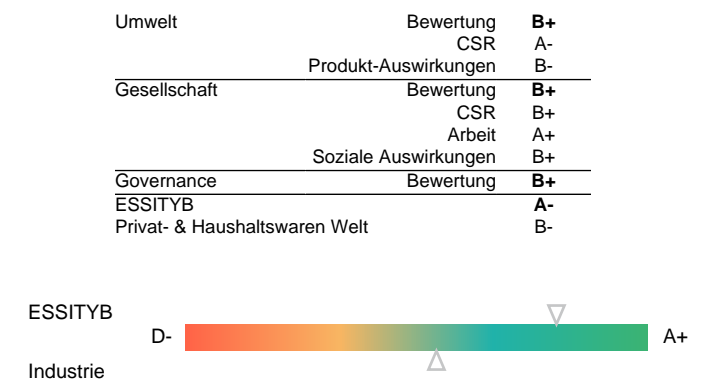 Umwelt Bewertung B+
CSR A-
Produkt-Auswirkungen B-
Gesellschaft Bewertung B+
CSR B+
Arbeit A+
Soziale Auswirkungen B+
Governance Bewertung B+
ESSITYB A-
Privat- & Haushaltswaren Welt B-
ESSITYB
D- A+
Industrie